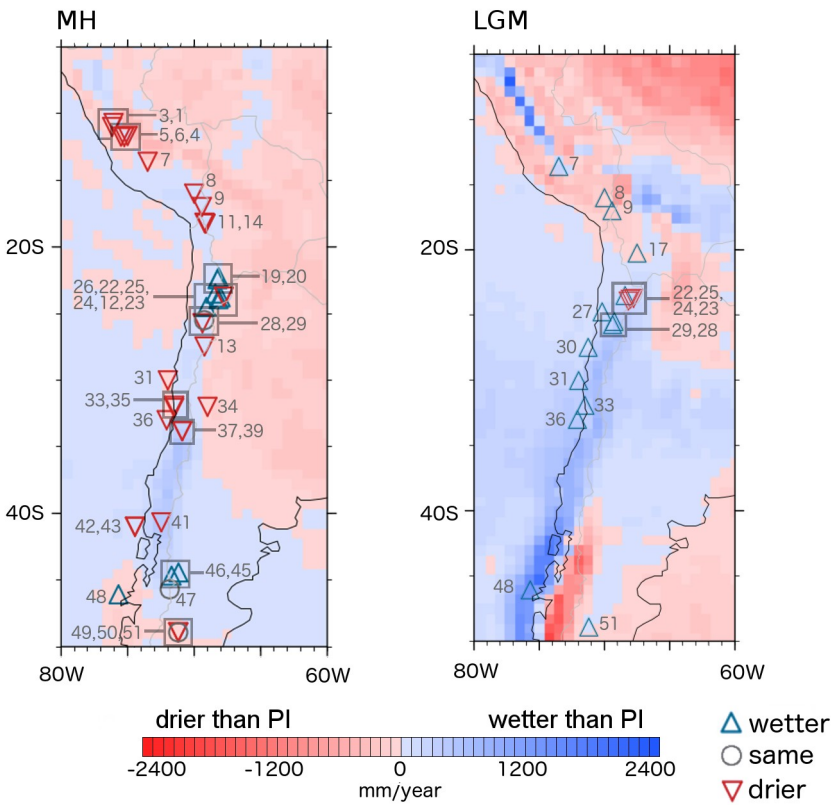 MH
LGM
3,1
5,6,4
7
8
9
11,14
20S
19,20
26,22,25,
24,12,23
28,29
13
31
33,35
34
36
37,39
40S
42,43
41
46,45
48
47
49,50,51
80W
60W
7
8
9
20S
17
22,25,
24,23
27
29,28
30
31
33
36
40S
48
51
80W
60W
drier than PI
wetter than PI
-2400
-1200
0
1200
2400
mm/year
wetter
same
drier